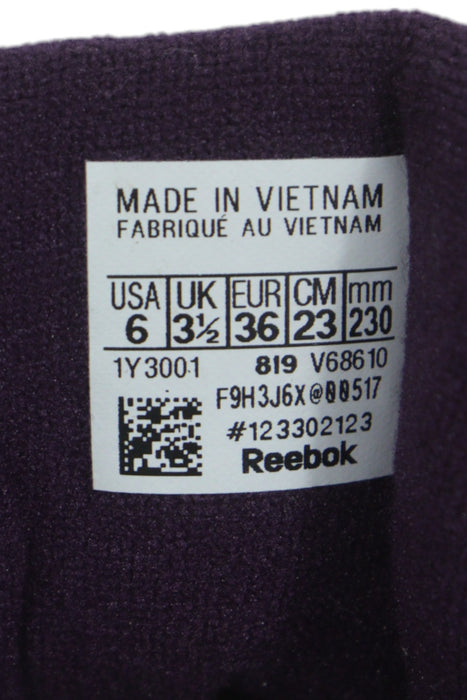 MADE IN VIETNAM
FABRIQUÉ AU VIETNAM
USA UK EUR CM mm
6 3½ 36 23 230
1Y3001 819 V68610
F9H3J6X@00517
#123302123
Reebok